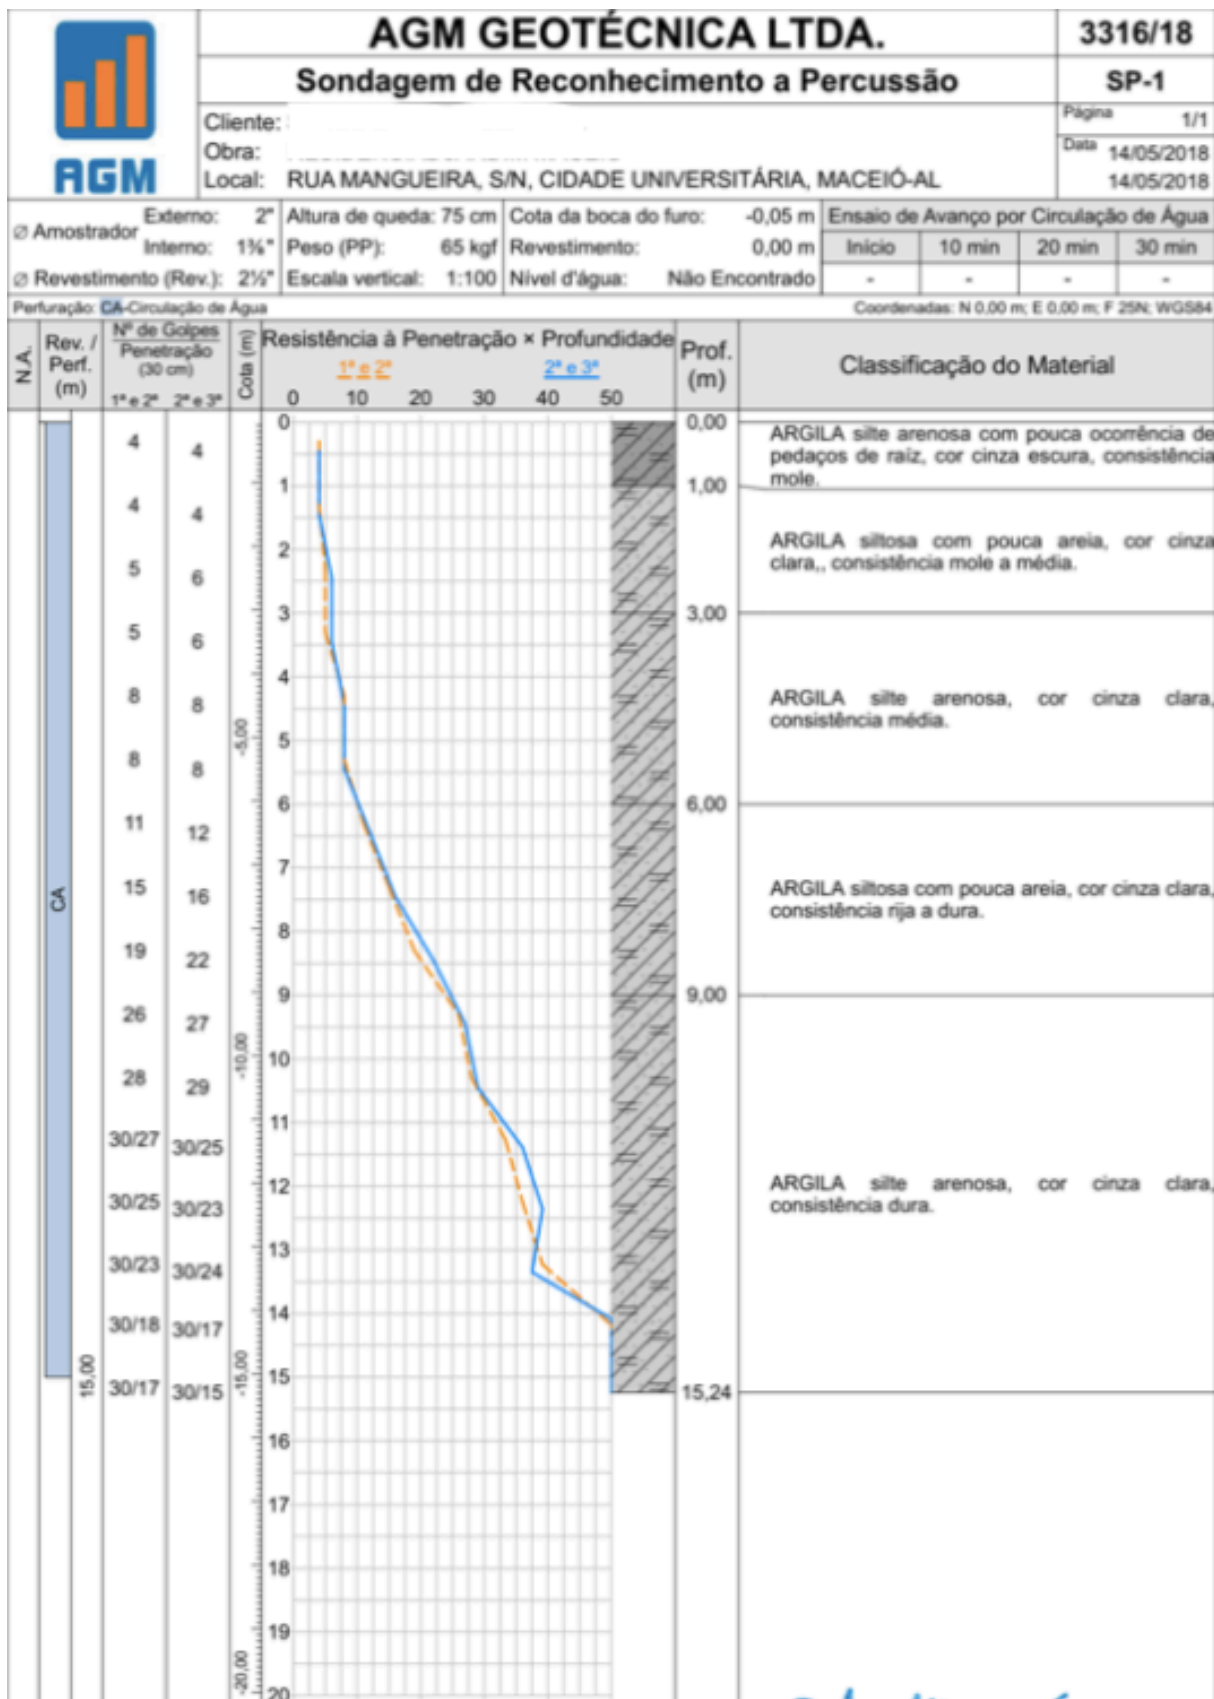 AGM GEOTÉCNICA LTDA.
3316/18
Sondagem de Reconhecimento a Percussão
SP-1
AGM
Cliente:
Página 1/1
Obra:
Data 14/05/2018
Local: RUA MANGUEIRA, S/N, CIDADE UNIVERSITÁRIA, MACEIÓ-AL
14/05/2018
Ø Amostrador Externo: 2" Altura de queda: 75 cm Cota da boca do furo: -0,05 m Ensaio de Avanço por Circulação de Água
Interno: 1⅜" Peso (PP): 65 kgf Revestimento: 0,00 m Início 10 min 20 min 30 min
Ø Revestimento (Rev.): 2½" Escala vertical: 1:100 Nível d'água: Não Encontrado - - - -
Perfuração: CA-Circulação de Água Coordenadas: N 0,00 m; E 0,00 m; F 25N; WGS84
N.A.
Rev. / Perf. (m)
Nº de Golpes
Penetração
(30 cm)
1ª e 2ª 2ª e 3ª
Cota (m)
Resistência à Penetração × Profundidade
1ª e 2ª 2ª e 3ª
0 10 20 30 40 50
Prof. (m)
Classificação do Material
0 0,00
4 4
ARGILA silte arenosa com pouca ocorrência de
pedaços de raíz, cor cinza escura, consistência
mole.
1 1,00
4 4
2
ARGILA siltosa com pouca areia, cor cinza
clara,, consistência mole a média.
5 6
3 3,00
5 6
4
8 8
ARGILA silte arenosa, cor cinza clara,
consistência média.
-5,00
5
8 8
6 6,00
11 12
7
15 16
CA
ARGILA siltosa com pouca areia, cor cinza clara,
consistência rija a dura.
8
19 22
9 9,00
26 27
-10,00
10
28 29
11
30/27 30/25
12
ARGILA silte arenosa, cor cinza clara,
consistência dura.
30/25 30/23
13
30/23 30/24
14
30/18 30/17
15,00
-15,00
15
30/17 30/15
15,24
16
17
18
19
-20,00
20